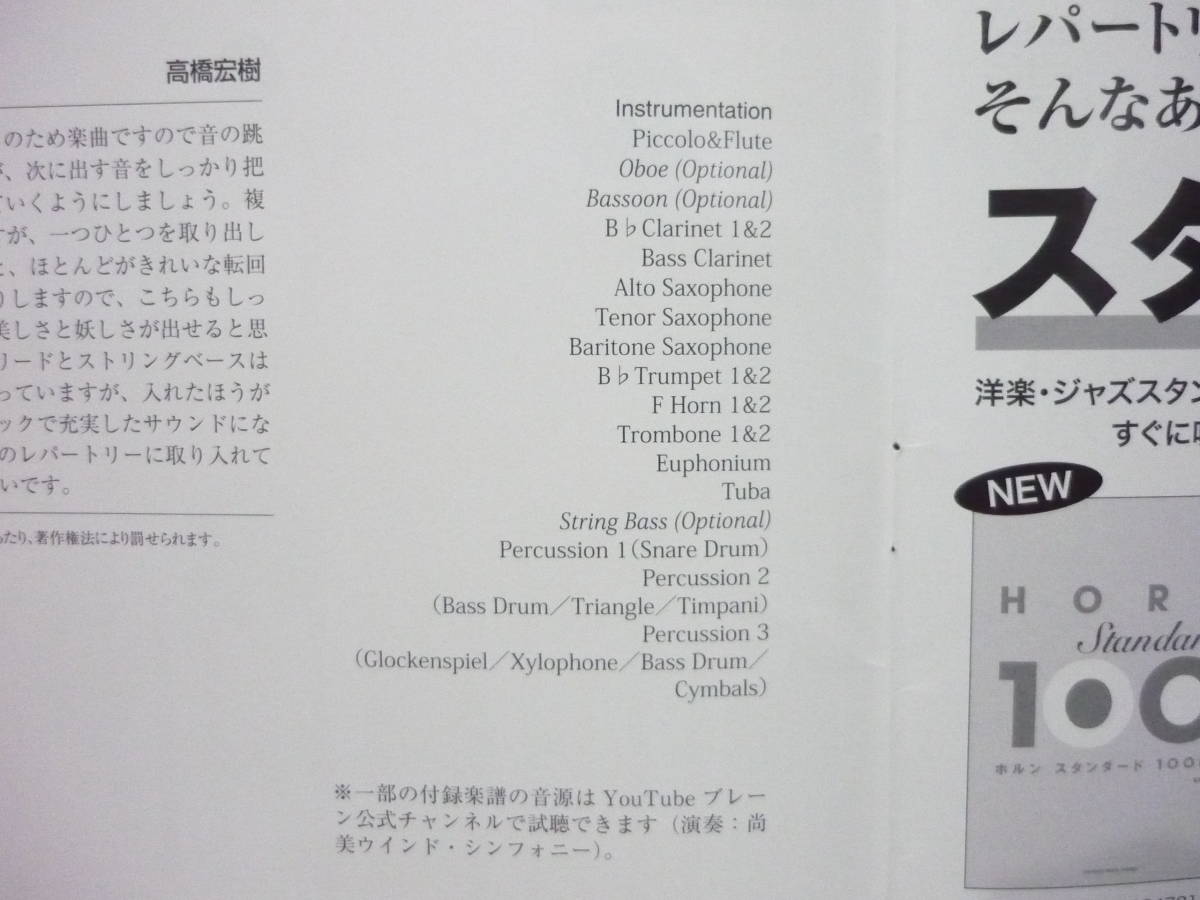 高橋宏樹
のため楽曲ですので音の跳
、次に出す音をしっかり把
ていくようにしましょう。複
すが、一つひとつを取り出し
と、ほとんどがきれいな転回
りしますので、こちらもしっ
美しさと妖しさが出せると思
リードとストリングベースは
っていますが、入れたほうが
ックで充実したサウンドにな
のレパートリーに取り入れて
いです。
ったり、著作権法により罰せられます。
Instrumentation
Piccolo&Flute
Oboe (Optional)
Bassoon (Optional)
B♭Clarinet 1&2
Bass Clarinet
Alto Saxophone
Tenor Saxophone
Baritone Saxophone
B♭Trumpet 1&2
F Horn 1&2
Trombone 1&2
Euphonium
Tuba
String Bass (Optional)
Percussion 1（Snare Drum）
Percussion 2
（Bass Drum／Triangle／Timpani）
Percussion 3
（Glockenspiel／Xylophone／Bass Drum／
Cymbals）
※一部の付録楽譜の音源は YouTube ブレー
ン公式チャンネルで試聴できます（演奏：尚
美ウインド・シンフォニー）。
レパート
そんなあ
スタ
洋楽・ジャズスタン
すぐに
NEW
HOR
Standar
100
ホルン スタンダード 100